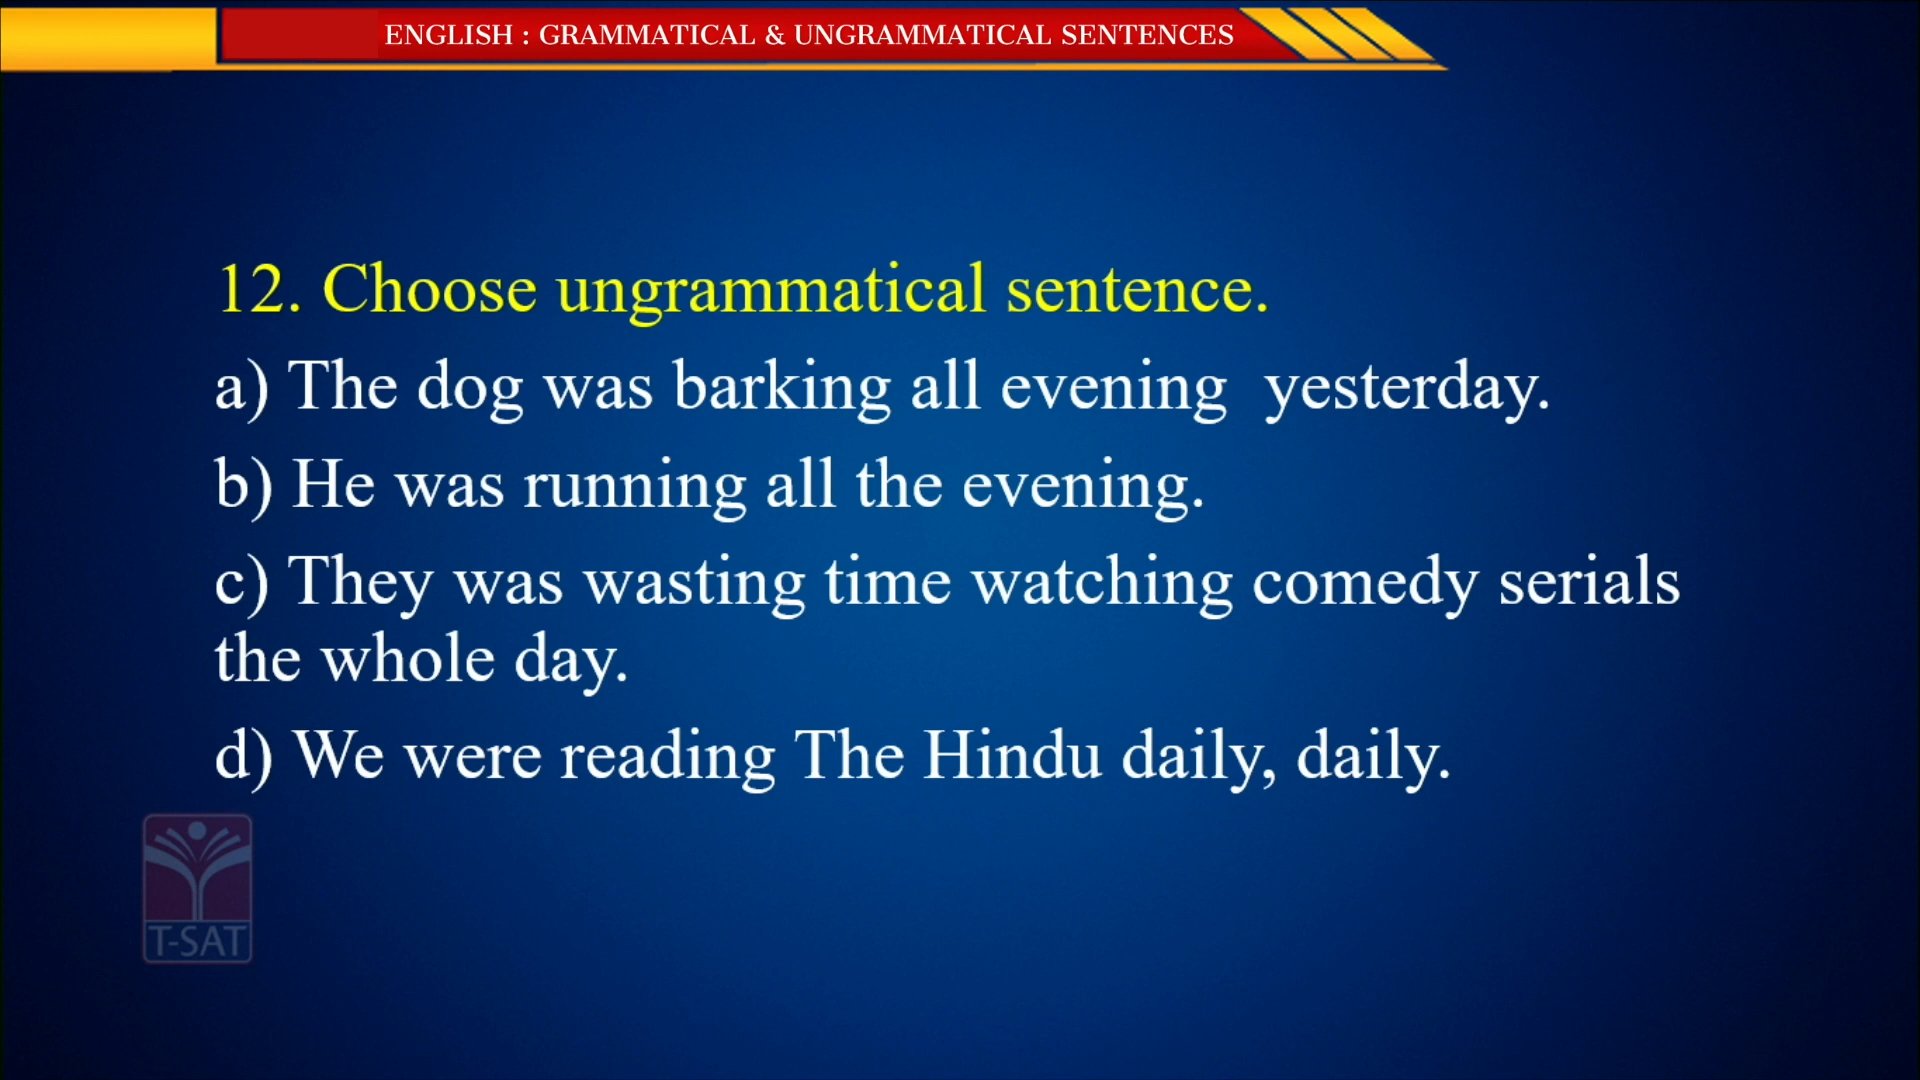 ENGLISH : GRAMMATICAL & UNGRAMMATICAL SENTENCES
12. Choose ungrammatical sentence.
a) The dog was barking all evening  yesterday.
b) He was running all the evening.
c) They was wasting time watching comedy serials
the whole day.
d) We were reading The Hindu daily, daily.
T-SAT